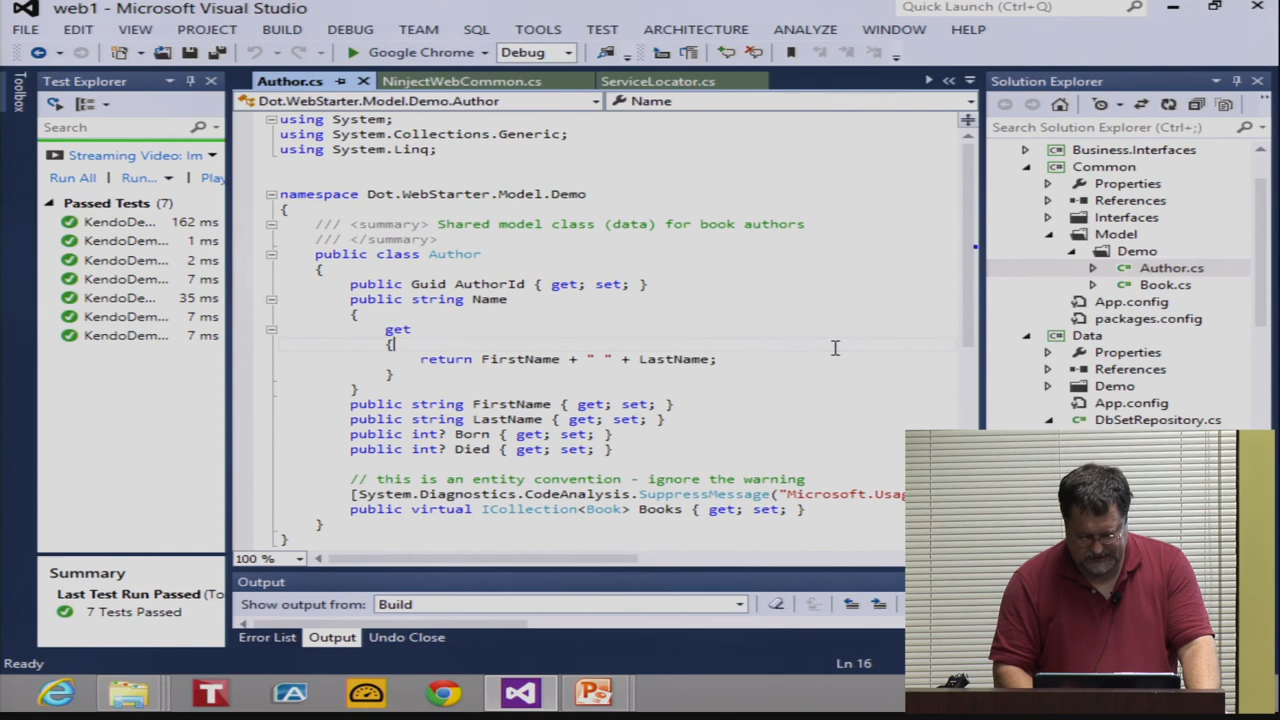 web1 - Microsoft Visual Studio
Quick Launch (Ctrl+Q)
FILE EDIT VIEW PROJECT BUILD DEBUG TEAM SQL TOOLS TEST ARCHITECTURE ANALYZE WINDOW HELP
Google Chrome Debug
Toolbox
Test Explorer
Search
Streaming Video: Im
Run All | Run... | Play
Passed Tests (7)
KendoDe... 162 ms
KendoDem... 1 ms
KendoDem... 2 ms
KendoDem... 7 ms
KendoDe... 35 ms
KendoDem... 7 ms
KendoDem... 7 ms
Summary
Last Test Run Passed (To
7 Tests Passed
Author.cs NinjectWebCommon.cs ServiceLocator.cs
Dot.WebStarter.Model.Demo.Author Name
using System;
using System.Collections.Generic;
using System.Linq;
namespace Dot.WebStarter.Model.Demo
{
/// <summary> Shared model class (data) for book authors
/// </summary>
public class Author
{
public Guid AuthorId { get; set; }
public string Name
{
get
{
return FirstName + " " + LastName;
}
}
public string FirstName { get; set; }
public string LastName { get; set; }
public int? Born { get; set; }
public int? Died { get; set; }
// this is an entity convention - ignore the warning
[System.Diagnostics.CodeAnalysis.SuppressMessage("Microsoft.Usag
public virtual ICollection<Book> Books { get; set; }
}
}
100 %
Output
Show output from: Build
Error List Output Undo Close
Solution Explorer
Search Solution Explorer (Ctrl+;)
Business.Interfaces
Common
Properties
References
Interfaces
Model
Demo
Author.cs
Book.cs
App.config
packages.config
Data
Properties
References
Demo
App.config
DbSetRepository.cs
Ready Ln 16